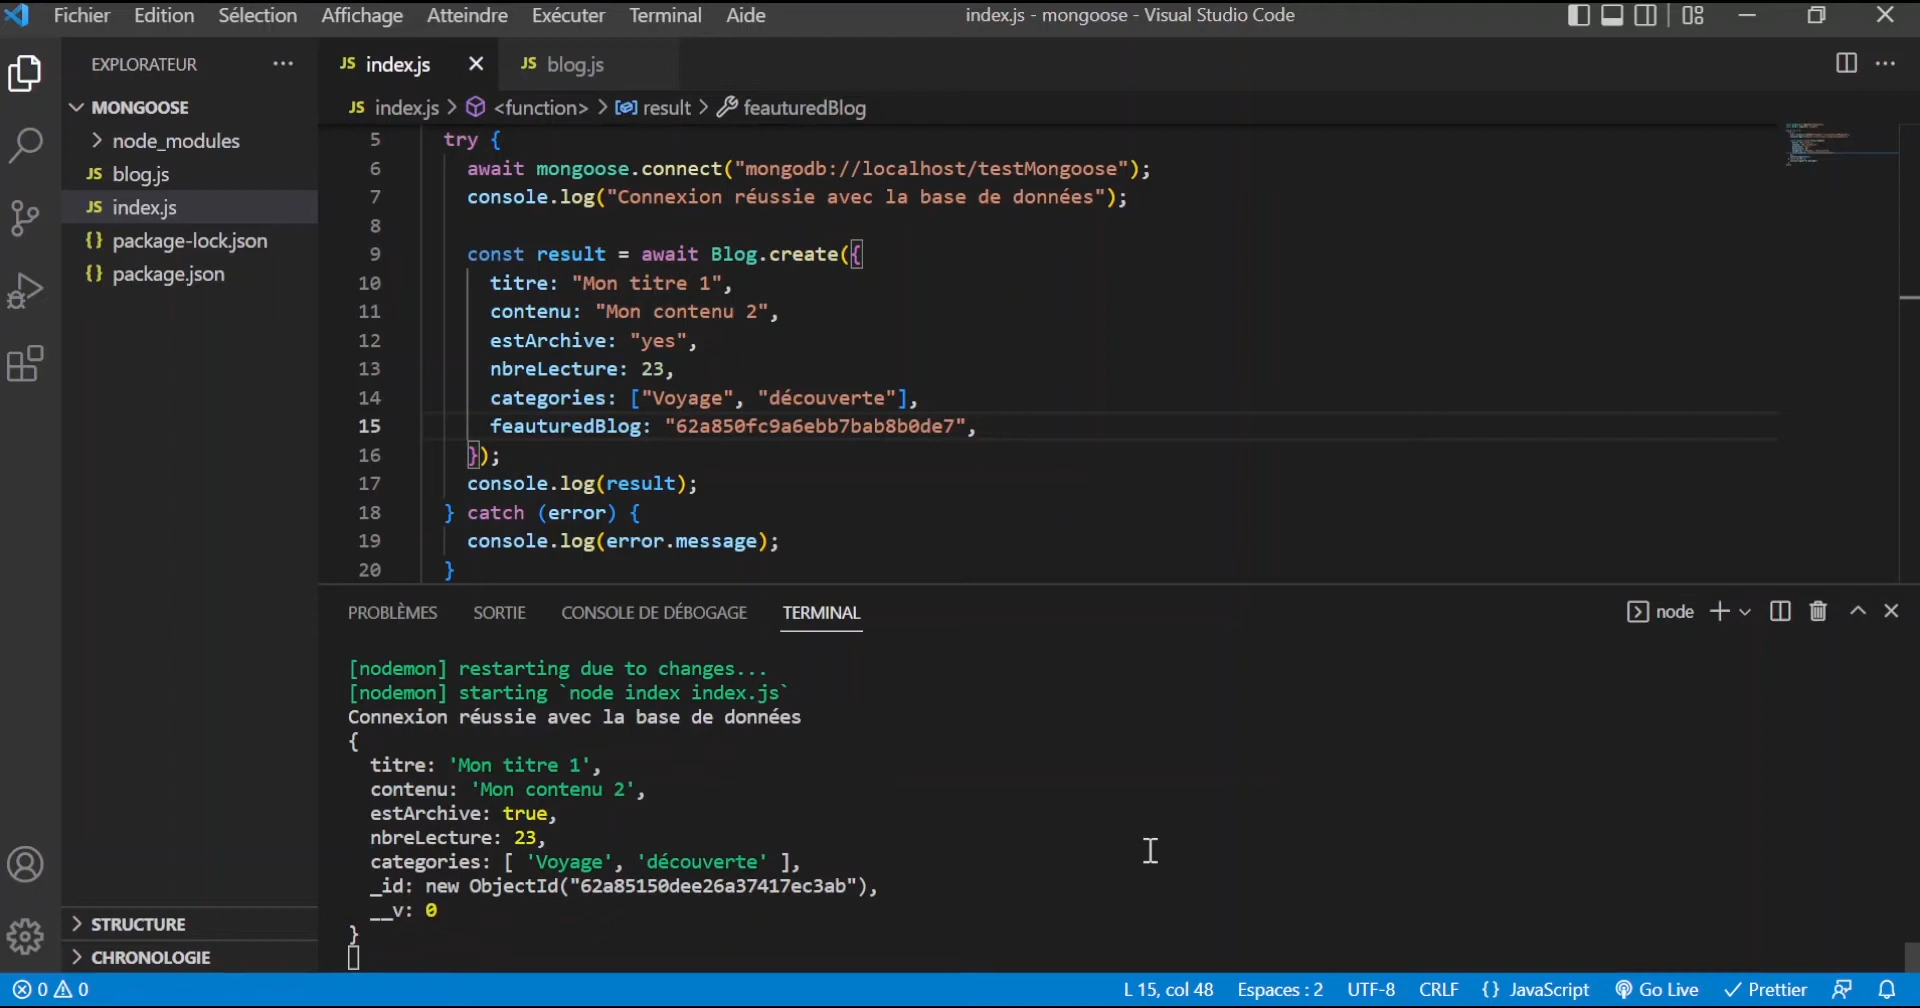 Fichier Edition Sélection Affichage Atteindre Exécuter Terminal Aide index.js - mongoose - Visual Studio Code
EXPLORATEUR ···
MONGOOSE
node_modules
JS blog.js
JS index.js
{} package-lock.json
{} package.json
STRUCTURE
CHRONOLOGIE
JS index.js JS blog.js
JS index.js > <function> > result > feauturedBlog
5 try {
6 await mongoose.connect("mongodb://localhost/testMongoose");
7 console.log("Connexion réussie avec la base de données");
8
9 const result = await Blog.create({
10 titre: "Mon titre 1",
11 contenu: "Mon contenu 2",
12 estArchive: "yes",
13 nbreLecture: 23,
14 categories: ["Voyage", "découverte"],
15 feauturedBlog: "62a850fc9a6ebb7bab8b0de7",
16 });
17 console.log(result);
18 } catch (error) {
19 console.log(error.message);
20 }
PROBLÈMES SORTIE CONSOLE DE DÉBOGAGE TERMINAL node
[nodemon] restarting due to changes...
[nodemon] starting `node index index.js`
Connexion réussie avec la base de données
{
titre: 'Mon titre 1',
contenu: 'Mon contenu 2',
estArchive: true,
nbreLecture: 23,
categories: [ 'Voyage', 'découverte' ],
_id: new ObjectId("62a85150dee26a37417ec3ab"),
__v: 0
}
0 0 L 15, col 48 Espaces : 2 UTF-8 CRLF {} JavaScript Go Live Prettier